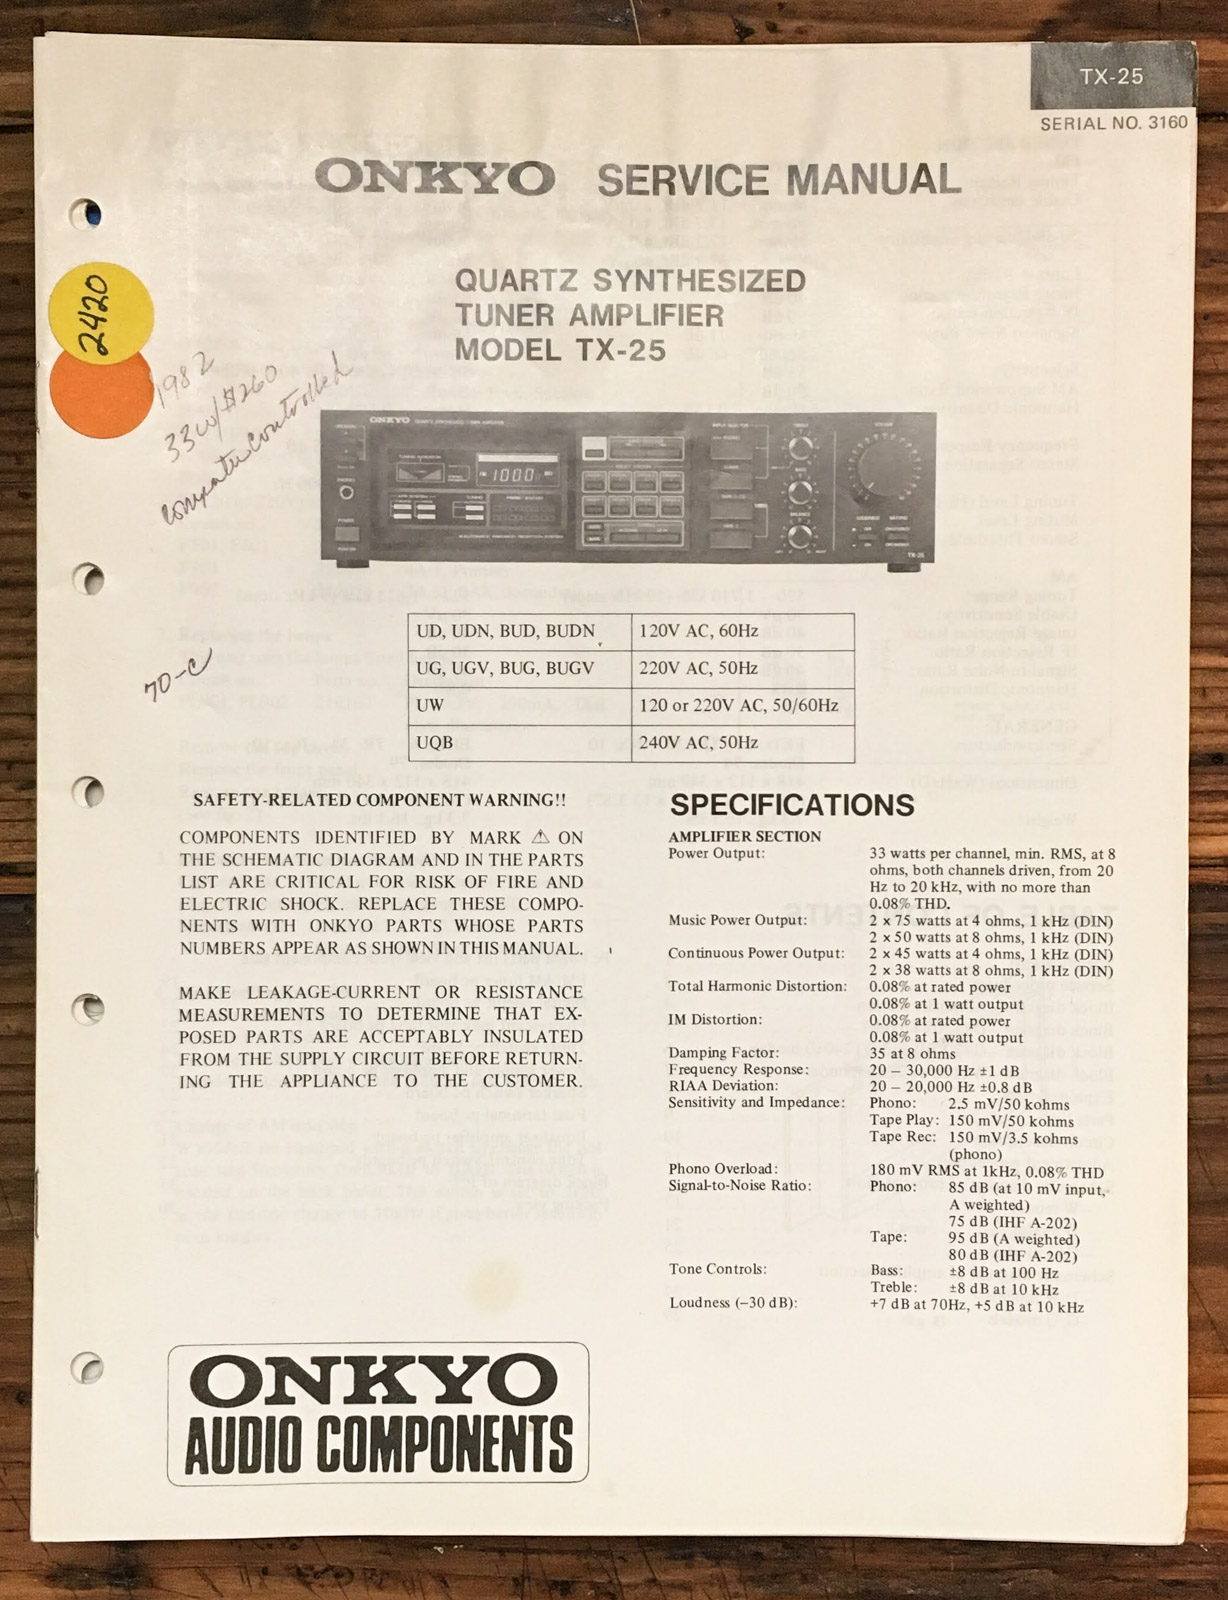 TX-25
SERIAL NO. 3160
ONKYO SERVICE MANUAL
QUARTZ SYNTHESIZED
TUNER AMPLIFIER
MODEL TX-25
2420
1982
33w/$260
computer controlled
70-C
ONKYO
1000
TX-25
UD, UDN, BUD, BUDN 120V AC, 60Hz
UG, UGV, BUG, BUGV 220V AC, 50Hz
UW 120 or 220V AC, 50/60Hz
UQB 240V AC, 50Hz
SAFETY-RELATED COMPONENT WARNING!!
COMPONENTS IDENTIFIED BY MARK ⚠ ON
THE SCHEMATIC DIAGRAM AND IN THE PARTS
LIST ARE CRITICAL FOR RISK OF FIRE AND
ELECTRIC SHOCK. REPLACE THESE COMPO-
NENTS WITH ONKYO PARTS WHOSE PARTS
NUMBERS APPEAR AS SHOWN IN THIS MANUAL.
MAKE LEAKAGE-CURRENT OR RESISTANCE
MEASUREMENTS TO DETERMINE THAT EX-
POSED PARTS ARE ACCEPTABLY INSULATED
FROM THE SUPPLY CIRCUIT BEFORE RETURN-
ING THE APPLIANCE TO THE CUSTOMER.
SPECIFICATIONS
AMPLIFIER SECTION
Power Output: 33 watts per channel, min. RMS, at 8
ohms, both channels driven, from 20
Hz to 20 kHz, with no more than
0.08% THD.
Music Power Output: 2 x 75 watts at 4 ohms, 1 kHz (DIN)
2 x 50 watts at 8 ohms, 1 kHz (DIN)
Continuous Power Output: 2 x 45 watts at 4 ohms, 1 kHz (DIN)
2 x 38 watts at 8 ohms, 1 kHz (DIN)
Total Harmonic Distortion: 0.08% at rated power
0.08% at 1 watt output
IM Distortion: 0.08% at rated power
0.08% at 1 watt output
Damping Factor: 35 at 8 ohms
Frequency Response: 20 – 30,000 Hz ±1 dB
RIAA Deviation: 20 – 20,000 Hz ±0.8 dB
Sensitivity and Impedance: Phono: 2.5 mV/50 kohms
Tape Play: 150 mV/50 kohms
Tape Rec: 150 mV/3.5 kohms
(phono)
Phono Overload: 180 mV RMS at 1kHz, 0.08% THD
Signal-to-Noise Ratio: Phono: 85 dB (at 10 mV input,
A weighted)
75 dB (IHF A-202)
Tape: 95 dB (A weighted)
80 dB (IHF A-202)
Tone Controls: Bass: ±8 dB at 100 Hz
Treble: ±8 dB at 10 kHz
Loudness (–30 dB): +7 dB at 70Hz, +5 dB at 10 kHz
ONKYO
AUDIO COMPONENTS